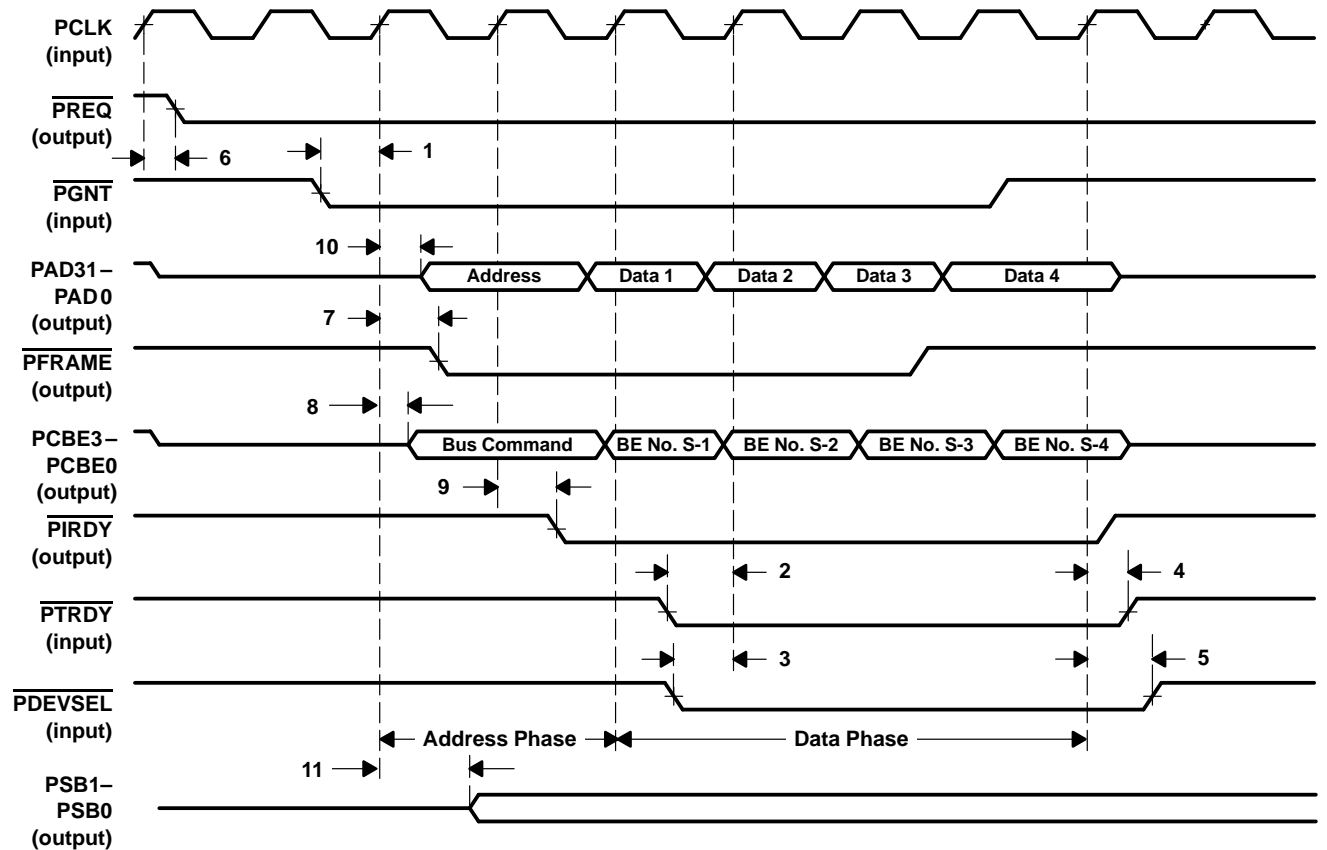 PCLK
(input)
PREQ
(output)
6
1
PGNT
(input)
10
PAD31–
PAD0
(output)
Address
Data 1
Data 2
Data 3
Data 4
7
PFRAME
(output)
8
PCBE3–
PCBE0
(output)
Bus Command
BE No. S-1
BE No. S-2
BE No. S-3
BE No. S-4
9
PIRDY
(output)
2
4
PTRDY
(input)
3
5
PDEVSEL
(input)
Address Phase
Data Phase
11
PSB1–
PSB0
(output)